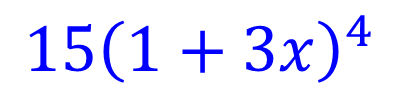 15(1 + 3x)⁴